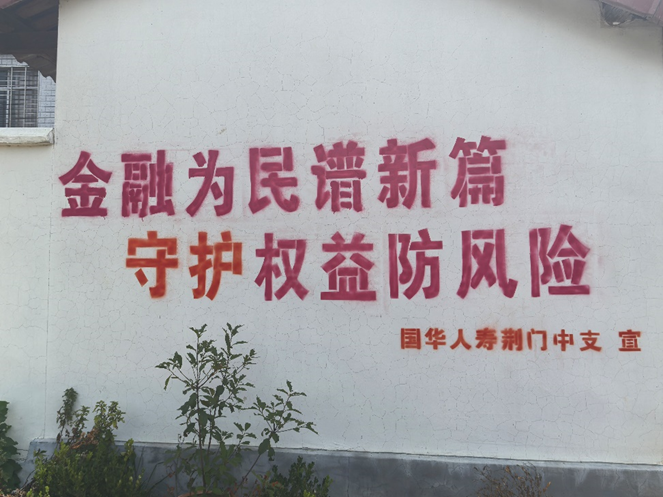 金融为民谱新篇
守护权益防风险
国华人寿荆门中支 宣